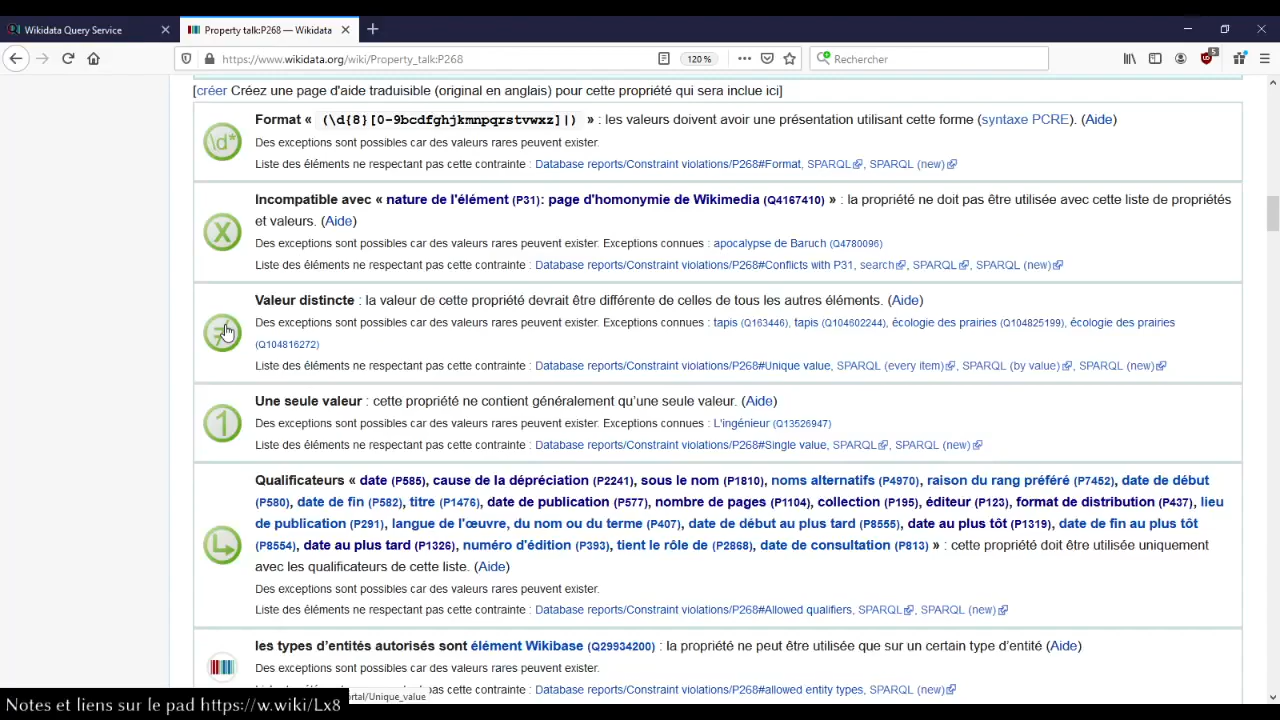 Wikidata Query Service
Property talk:P268 — Wikidata
https://www.wikidata.org/wiki/Property_talk:P268
120 %
Rechercher
5
[créer Créez une page d'aide traduisible (original en anglais) pour cette propriété qui sera inclue ici]
\d*
Format « (\d{8}[0-9bcdfghjkmnpqrstvwxz]|) » : les valeurs doivent avoir une présentation utilisant cette forme (syntaxe PCRE). (Aide)
Des exceptions sont possibles car des valeurs rares peuvent exister.
Liste des éléments ne respectant pas cette contrainte : Database reports/Constraint violations/P268#Format, SPARQL, SPARQL (new)
X
Incompatible avec « nature de l'élément (P31): page d'homonymie de Wikimedia (Q4167410) » : la propriété ne doit pas être utilisée avec cette liste de propriétés
et valeurs. (Aide)
Des exceptions sont possibles car des valeurs rares peuvent exister. Exceptions connues : apocalypse de Baruch (Q4780096)
Liste des éléments ne respectant pas cette contrainte : Database reports/Constraint violations/P268#Conflicts with P31, search, SPARQL, SPARQL (new)
Valeur distincte : la valeur de cette propriété devrait être différente de celles de tous les autres éléments. (Aide)
Des exceptions sont possibles car des valeurs rares peuvent exister. Exceptions connues : tapis (Q163446), tapis (Q104602244), écologie des prairies (Q104825199), écologie des prairies
(Q104816272)
Liste des éléments ne respectant pas cette contrainte : Database reports/Constraint violations/P268#Unique value, SPARQL (every item), SPARQL (by value), SPARQL (new)
1
Une seule valeur : cette propriété ne contient généralement qu’une seule valeur. (Aide)
Des exceptions sont possibles car des valeurs rares peuvent exister. Exceptions connues : L'ingénieur (Q13526947)
Liste des éléments ne respectant pas cette contrainte : Database reports/Constraint violations/P268#Single value, SPARQL, SPARQL (new)
Qualificateurs « date (P585), cause de la dépréciation (P2241), sous le nom (P1810), noms alternatifs (P4970), raison du rang préféré (P7452), date de début
(P580), date de fin (P582), titre (P1476), date de publication (P577), nombre de pages (P1104), collection (P195), éditeur (P123), format de distribution (P437), lieu
de publication (P291), langue de l'œuvre, du nom ou du terme (P407), date de début au plus tard (P8555), date au plus tôt (P1319), date de fin au plus tôt
(P8554), date au plus tard (P1326), numéro d'édition (P393), tient le rôle de (P2868), date de consultation (P813) » : cette propriété doit être utilisée uniquement
avec les qualificateurs de cette liste. (Aide)
Des exceptions sont possibles car des valeurs rares peuvent exister.
Liste des éléments ne respectant pas cette contrainte : Database reports/Constraint violations/P268#Allowed qualifiers, SPARQL, SPARQL (new)
les types d’entités autorisés sont élément Wikibase (Q29934200) : la propriété ne peut être utilisée que sur un certain type d’entité (Aide)
Des exceptions sont possibles car des valeurs rares peuvent exister.
Database reports/Constraint violations/P268#allowed entity types, SPARQL (new)
rtal/Unique_value
Notes et liens sur le pad https://w.wiki/Lx8